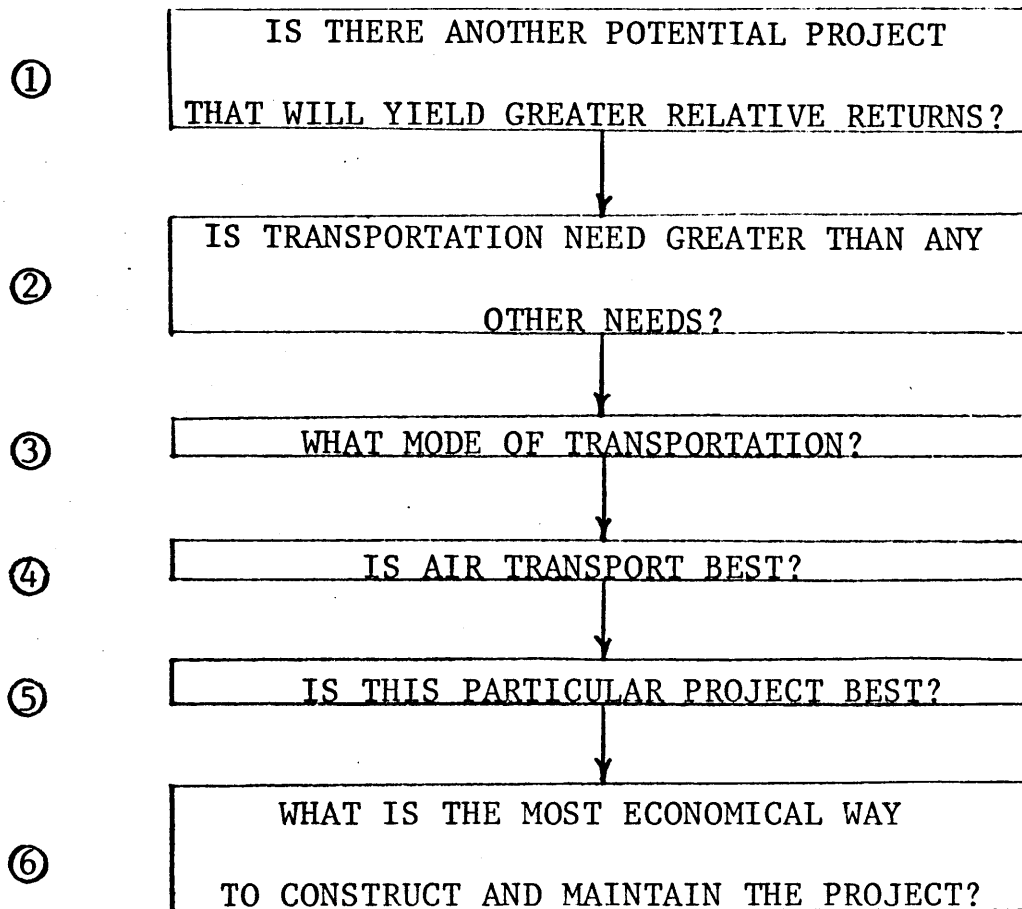 ①
IS THERE ANOTHER POTENTIAL PROJECT
THAT WILL YIELD GREATER RELATIVE RETURNS?
②
IS TRANSPORTATION NEED GREATER THAN ANY
OTHER NEEDS?
③
WHAT MODE OF TRANSPORTATION?
④
IS AIR TRANSPORT BEST?
⑤
IS THIS PARTICULAR PROJECT BEST?
⑥
WHAT IS THE MOST ECONOMICAL WAY
TO CONSTRUCT AND MAINTAIN THE PROJECT?